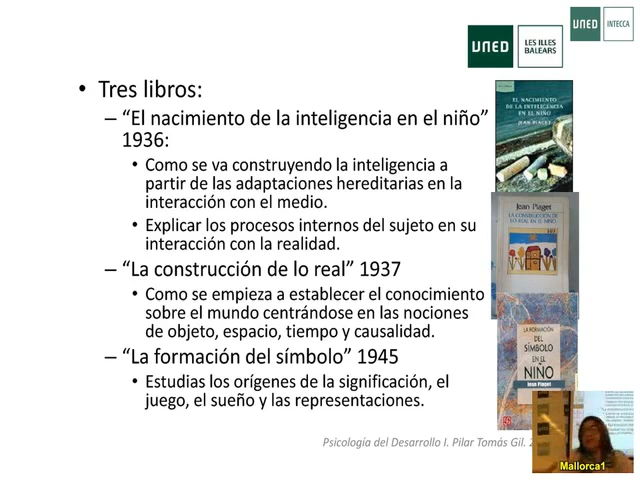 UNED
LES ILLES
BALEARS
UNED
INTECCA
• Tres libros:
– “El nacimiento de la inteligencia en el niño”
1936:
• Como se va construyendo la inteligencia a
partir de las adaptaciones hereditarias en la
interacción con el medio.
• Explicar los procesos internos del sujeto en su
interacción con la realidad.
– “La construcción de lo real” 1937
• Como se empieza a establecer el conocimiento
sobre el mundo centrándose en las nociones
de objeto, espacio, tiempo y causalidad.
– “La formación del símbolo” 1945
• Estudias los orígenes de la significación, el
juego, el sueño y las representaciones.
EL NACIMIENTO
DE LA INTELIGENCIA
EN EL NIÑO
JEAN PIAGET
Jean Piaget
LA CONSTRUCCIÓN DE
LO REAL EN EL NIÑO
LA FORMACIÓN
DEL
SÍMBOLO
EN EL
NIÑO
Jean Piaget
Psicología del Desarrollo I. Pilar Tomás Gil. 2
Mallorca1